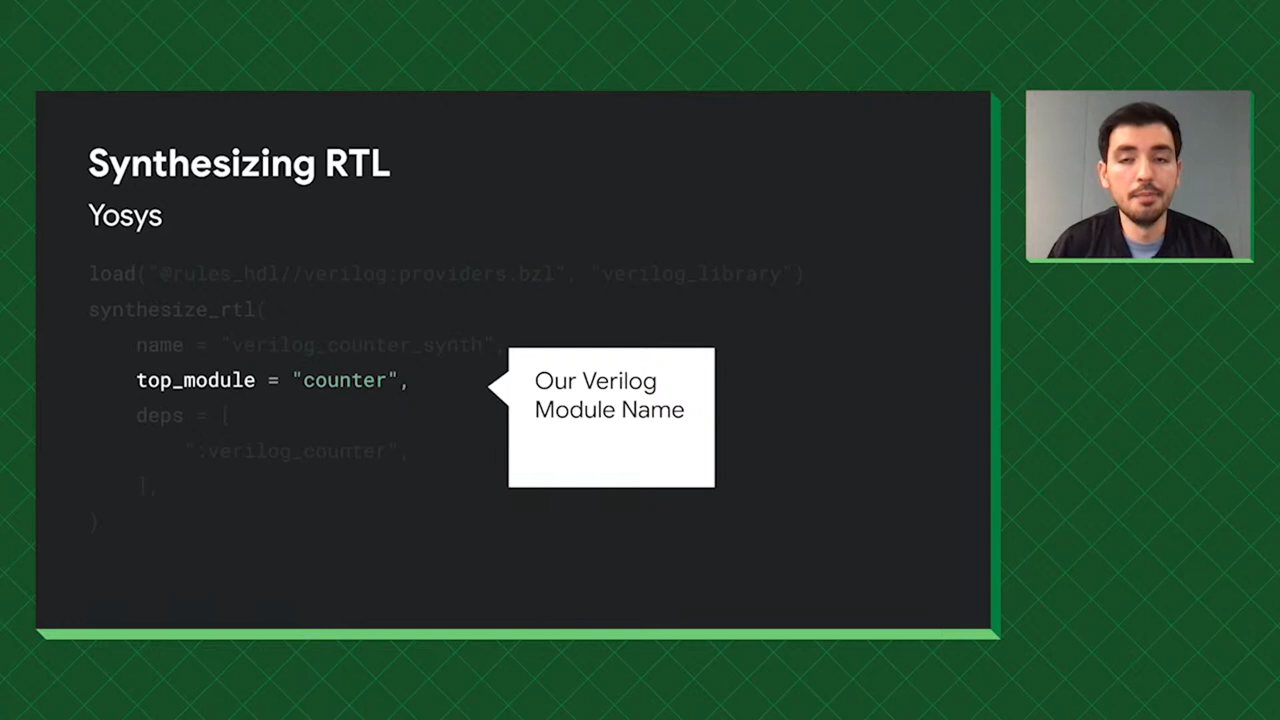 Synthesizing RTL
Yosys
load("@rules_hdl//verilog:providers.bzl", "verilog_library")
synthesize_rtl(
name = "verilog_counter_synth",
top_module = "counter",
deps = [
":verilog_counter",
],
)
Our Verilog
Module Name